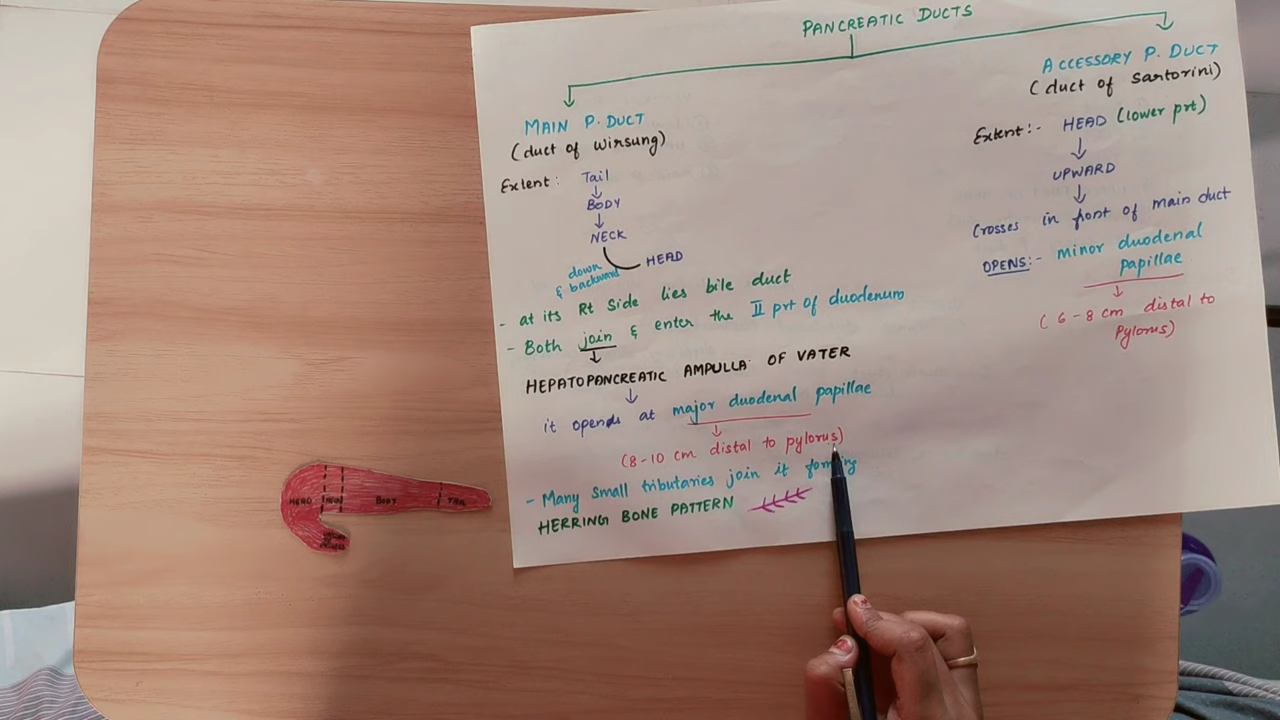 PANCREATIC DUCTS
MAIN P. DUCT
(duct of wirsung)
Extent : Tail
BODY
NECK
down
& backward
HEAD
- at its Rt Side lies bile duct
- Both join & enter the II prt of duodenum
HEPATOPANCREATIC AMPULLA OF VATER
it opends at major duodenal papillae
(8-10 cm distal to pylorus)
- Many small tributaries join it forming
HERRING BONE PATTERN
ACCESSORY P. DUCT
(duct of Sartorini)
Extent :- HEAD (lower prt)
UPWARD
Crosses in font of main duct
OPENS:- minor duodenal
papillae
( 6-8 cm distal to
Pylorus)
HEAD
BODY
TAIL